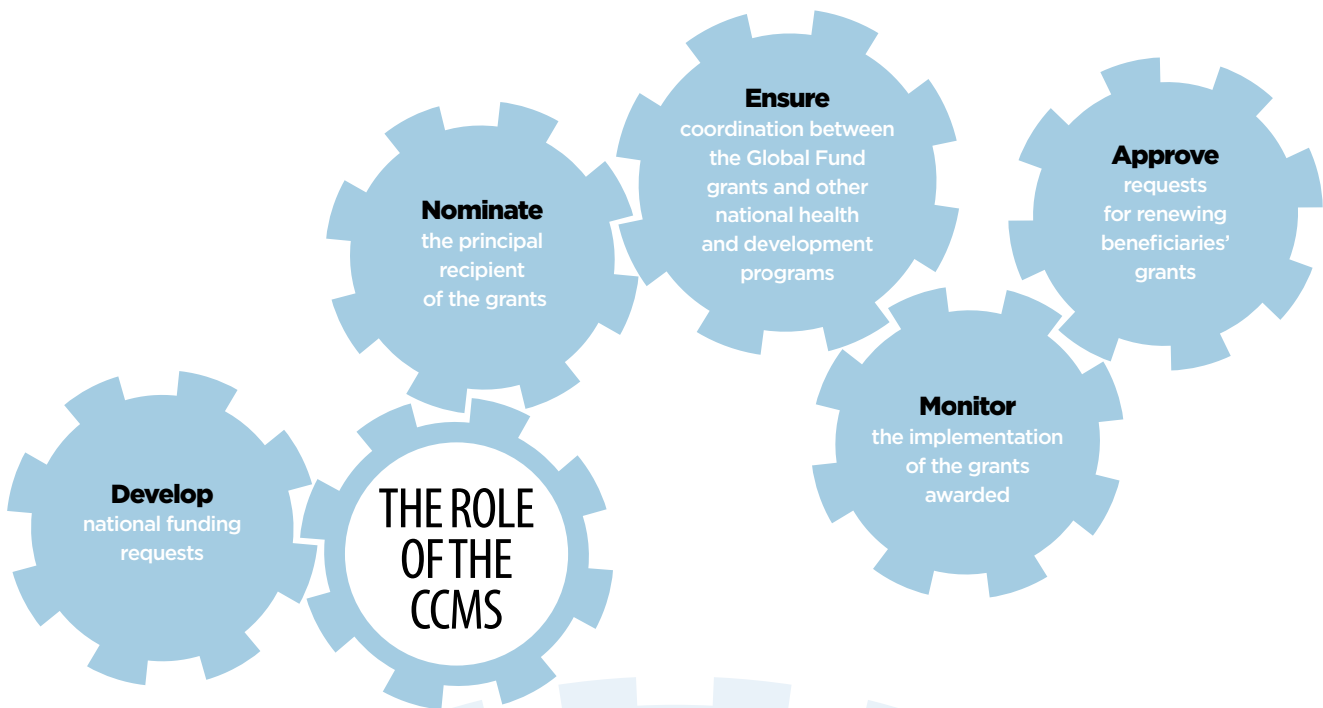 Develop
national funding
requests
THE ROLE
OF THE
CCMS
Nominate
the principal
recipient
of the grants
Ensure
coordination between
the Global Fund
grants and other
national health
and development
programs
Monitor
the implementation
of the grants
awarded
Approve
requests
for renewing
beneficiaries’
grants